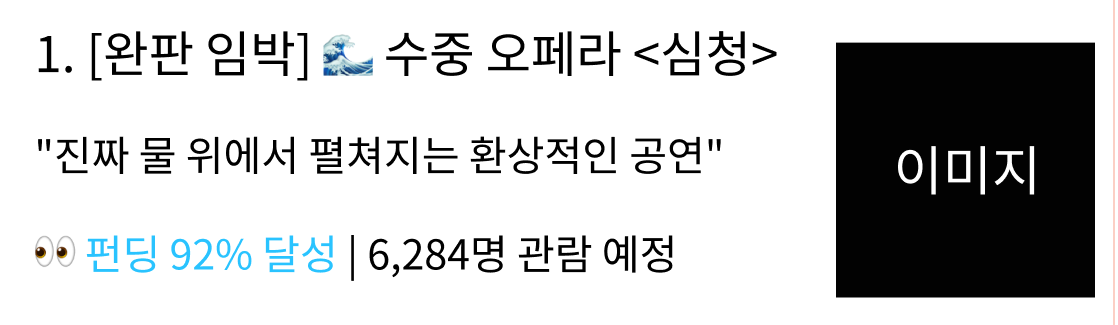 1. [완판 임박] 🌊 수중 오페라 <심청>
"진짜 물 위에서 펼쳐지는 환상적인 공연"
👀 펀딩 92% 달성 | 6,284명 관람 예정
이미지